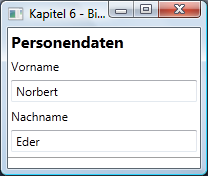 Kapitel 6 - Bi...
Personendaten
Vorname
Norbert
Nachname
Eder